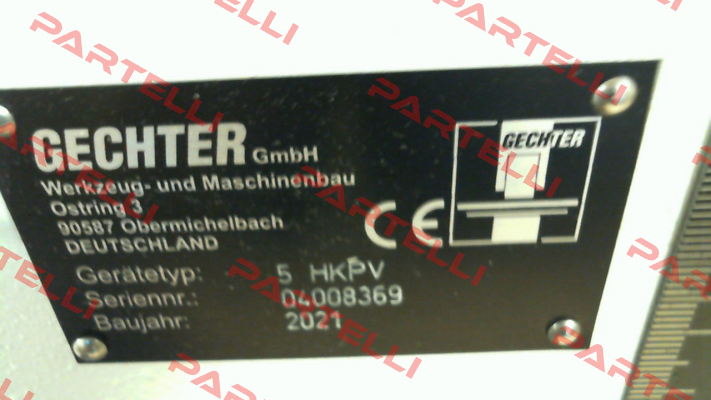 GECHTER GmbH
Werkzeug- und Maschinenbau
Ostring 3
90587 Obermichelbach
DEUTSCHLAND
CE
GECHTER
Gerätetyp: 5 HKPV
Seriennr.: 04008369
Baujahr: 2021
PARTELLI
PARTELLI
PARTELLI
PARTELLI
PARTELLI
PARTELLI
PARTELLI
PARTELLI